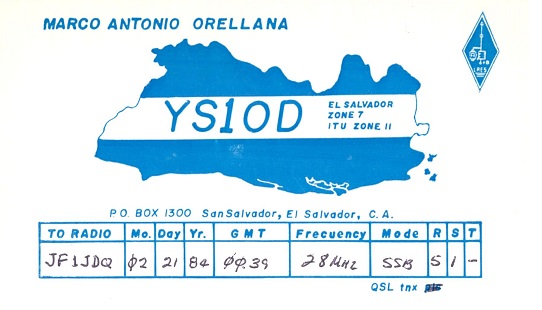 MARCO ANTONIO ORELLANA
YS1OD
EL SALVADOR
ZONE 7
ITU ZONE 11
P.O. BOX 1300 San Salvador, El Salvador, C.A.
TO RADIO Mo. Day Yr. GMT Frecuency Mode R S T
JF1JDQ 02 21 84 00.39 28 MHz SSB 5 1 -
QSL tnx